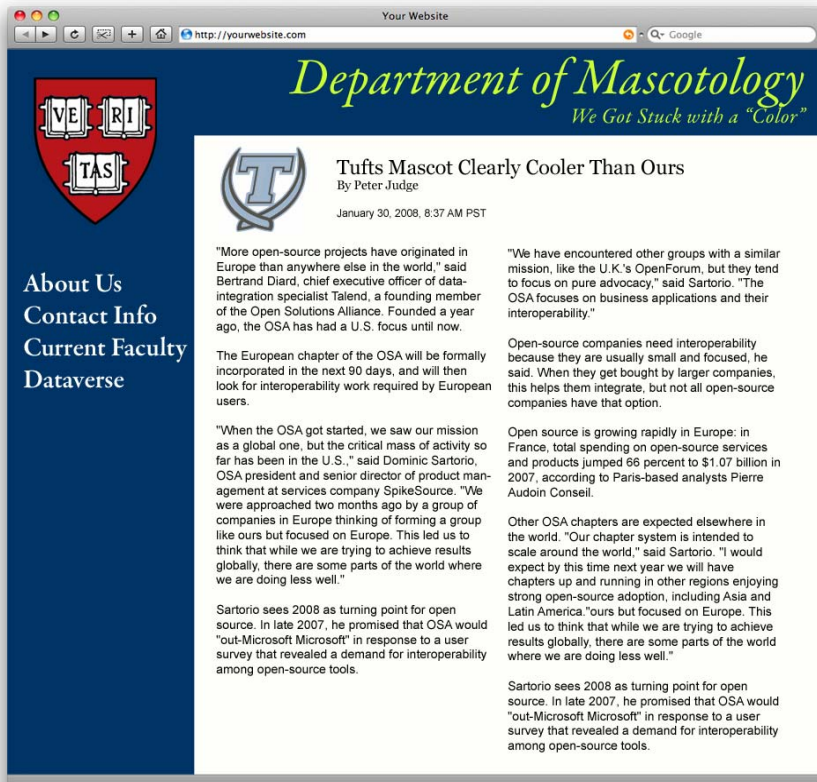 Your Website
http://yourwebsite.com
Google
Department of Mascotology
We Got Stuck with a “Color”
VE RI
TAS
About Us
Contact Info
Current Faculty
Dataverse
T
Tufts Mascot Clearly Cooler Than Ours
By Peter Judge
January 30, 2008, 8:37 AM PST
"More open-source projects have originated in
Europe than anywhere else in the world," said
Bertrand Diard, chief executive officer of data-
integration specialist Talend, a founding member
of the Open Solutions Alliance. Founded a year
ago, the OSA has had a U.S. focus until now.
The European chapter of the OSA will be formally
incorporated in the next 90 days, and will then
look for interoperability work required by European
users.
"When the OSA got started, we saw our mission
as a global one, but the critical mass of activity so
far has been in the U.S.," said Dominic Sartorio,
OSA president and senior director of product man-
agement at services company SpikeSource. "We
were approached two months ago by a group of
companies in Europe thinking of forming a group
like ours but focused on Europe. This led us to
think that while we are trying to achieve results
globally, there are some parts of the world where
we are doing less well."
Sartorio sees 2008 as turning point for open
source. In late 2007, he promised that OSA would
"out-Microsoft Microsoft" in response to a user
survey that revealed a demand for interoperability
among open-source tools.
"We have encountered other groups with a similar
mission, like the U.K.'s OpenForum, but they tend
to focus on pure advocacy," said Sartorio. "The
OSA focuses on business applications and their
interoperability."
Open-source companies need interoperability
because they are usually small and focused, he
said. When they get bought by larger companies,
this helps them integrate, but not all open-source
companies have that option.
Open source is growing rapidly in Europe: in
France, total spending on open-source services
and products jumped 66 percent to $1.07 billion in
2007, according to Paris-based analysts Pierre
Audoin Conseil.
Other OSA chapters are expected elsewhere in
the world. "Our chapter system is intended to
scale around the world," said Sartorio. "I would
expect by this time next year we will have
chapters up and running in other regions enjoying
strong open-source adoption, including Asia and
Latin America."ours but focused on Europe. This
led us to think that while we are trying to achieve
results globally, there are some parts of the world
where we are doing less well."
Sartorio sees 2008 as turning point for open
source. In late 2007, he promised that OSA would
"out-Microsoft Microsoft" in response to a user
survey that revealed a demand for interoperability
among open-source tools.